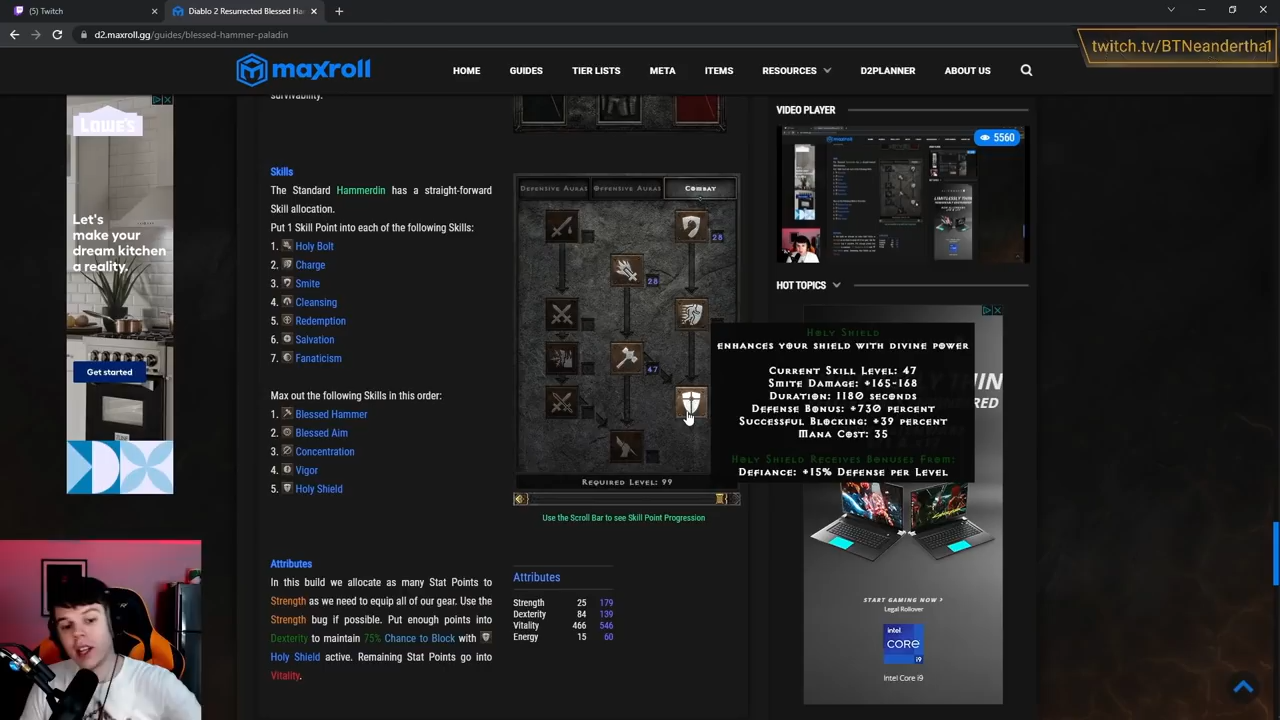 (5) Twitch
Diablo 2 Resurrected Blessed Ha
d2.maxroll.gg/guides/blessed-hammer-paladin
twitch.tv/BTNeanderthal
maxroll
HOME
GUIDES
TIER LISTS
META
ITEMS
RESOURCES
D2PLANNER
ABOUT US
survivability.
LOWE'S
Let's
make your
dream kitchen
a reality.
Get started
Skills
The Standard Hammerdin has a straight-forward
Skill allocation.
Put 1 Skill Point into each of the following Skills:
1. Holy Bolt
2. Charge
3. Smite
4. Cleansing
5. Redemption
6. Salvation
7. Fanaticism
Max out the following Skills in this order:
1. Blessed Hammer
2. Blessed Aim
3. Concentration
4. Vigor
5. Holy Shield
Attributes
In this build we allocate as many Stat Points to
Strength as we need to equip all of our gear. Use the
Strength bug if possible. Put enough points into
Dexterity to maintain 75% Chance to Block with
Holy Shield active. Remaining Stat Points go into
Vitality.
Defensive Auras
Offensive Auras
Combat
28
28
47
Required Level: 99
Use the Scroll Bar to see Skill Point Progression
Attributes
Strength 25 179
Dexterity 84 139
Vitality 466 546
Energy 15 60
Holy Shield
Enhances your shield with divine power
Current Skill Level: 47
Smite Damage: +165-168
Duration: 1180 seconds
Defense Bonus: +730 percent
Successful Blocking: +39 percent
Mana Cost: 35
Holy Shield Receives Bonuses From:
Defiance: +15% Defense per Level
VIDEO PLAYER
5560
HOT TOPICS
START GAMING NOW >
Legal Rollover
intel
CORE
i9
Intel Core i9